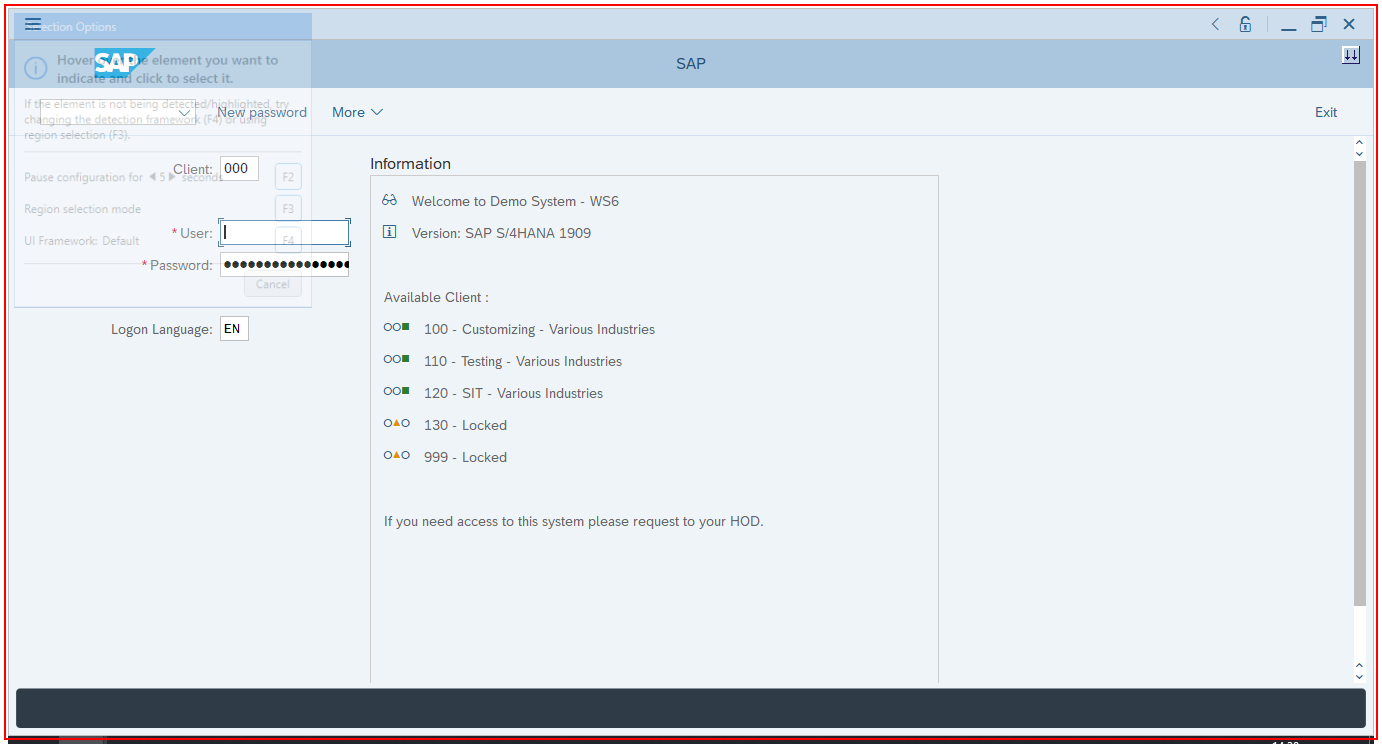 Selection Options
SAP
SAP
Hover over the element you want to
indicate and click to select it.
If the element is not being detected/highlighted, try
changing the detection framework (F4) or using
region selection (F3).
New password
More
Exit
Pause configuration for 5 seconds
F2
Region selection mode
F3
UI Framework: Default
F4
Cancel
Client: 000
* User:
* Password:
Logon Language: EN
Information
Welcome to Demo System - WS6
Version: SAP S/4HANA 1909
Available Client :
100 - Customizing - Various Industries
110 - Testing - Various Industries
120 - SIT - Various Industries
130 - Locked
999 - Locked
If you need access to this system please request to your HOD.